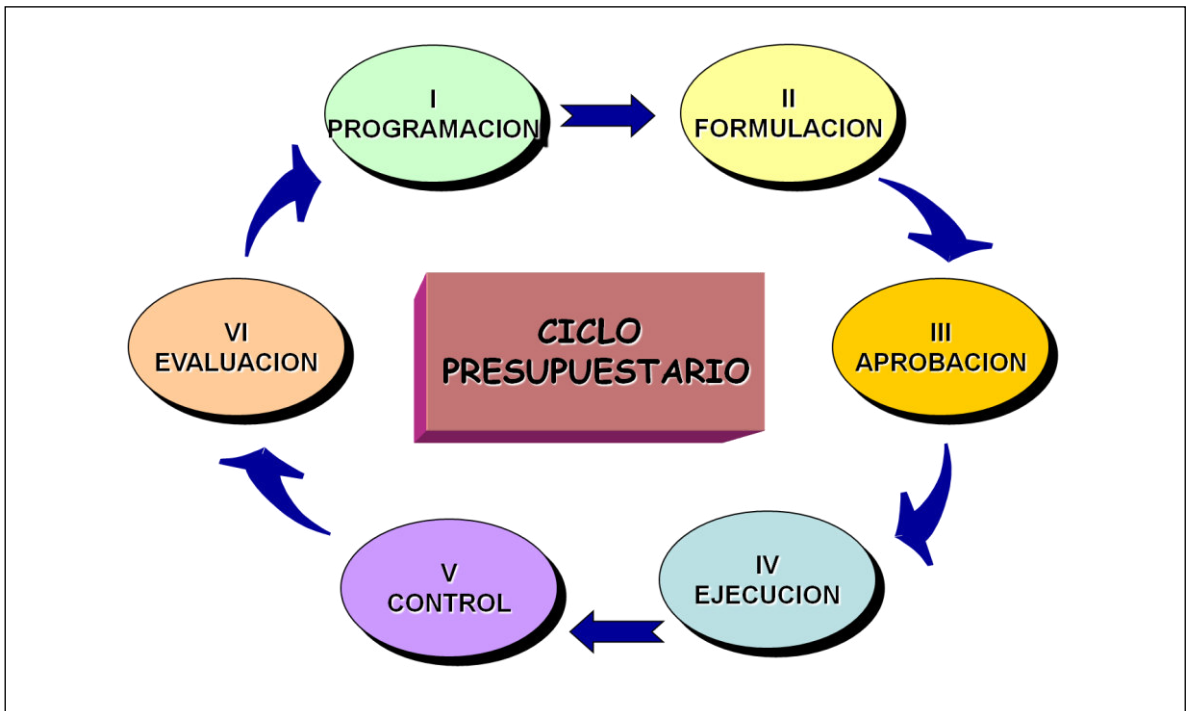 I
PROGRAMACION
II
FORMULACION
III
APROBACION
IV
EJECUCION
V
CONTROL
VI
EVALUACION
CICLO
PRESUPUESTARIO